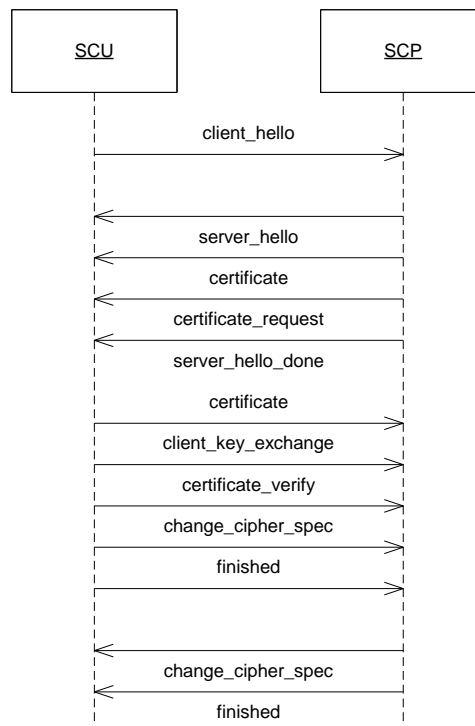 SCU
SCP
client_hello
server_hello
certificate
certificate_request
server_hello_done
certificate
client_key_exchange
certificate_verify
change_cipher_spec
finished
change_cipher_spec
finished